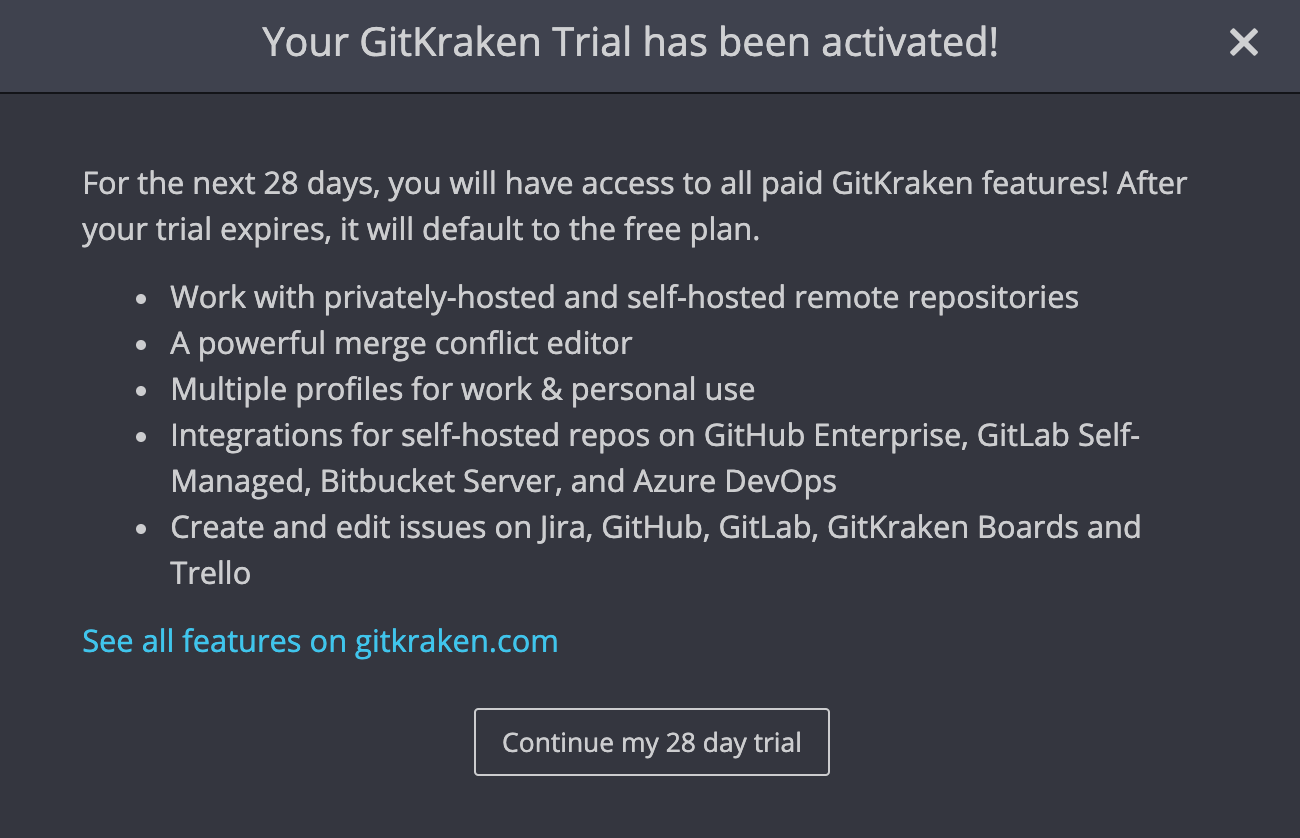 Your GitKraken Trial has been activated!
For the next 28 days, you will have access to all paid GitKraken features! After
your trial expires, it will default to the free plan.
• Work with privately-hosted and self-hosted remote repositories
• A powerful merge conflict editor
• Multiple profiles for work & personal use
• Integrations for self-hosted repos on GitHub Enterprise, GitLab Self-
Managed, Bitbucket Server, and Azure DevOps
• Create and edit issues on Jira, GitHub, GitLab, GitKraken Boards and
Trello
See all features on gitkraken.com
Continue my 28 day trial